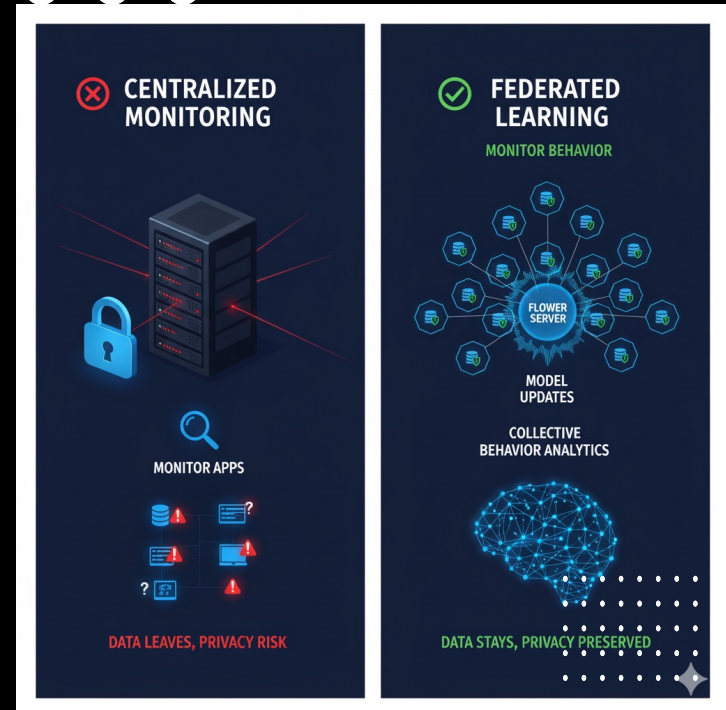 CENTRALIZED
MONITORING
MONITOR APPS
?
?
DATA LEAVES, PRIVACY RISK
FEDERATED
LEARNING
MONITOR BEHAVIOR
FLOWER
SERVER
MODEL
UPDATES
COLLECTIVE
BEHAVIOR ANALYTICS
DATA STAYS, PRIVACY PRESERVED